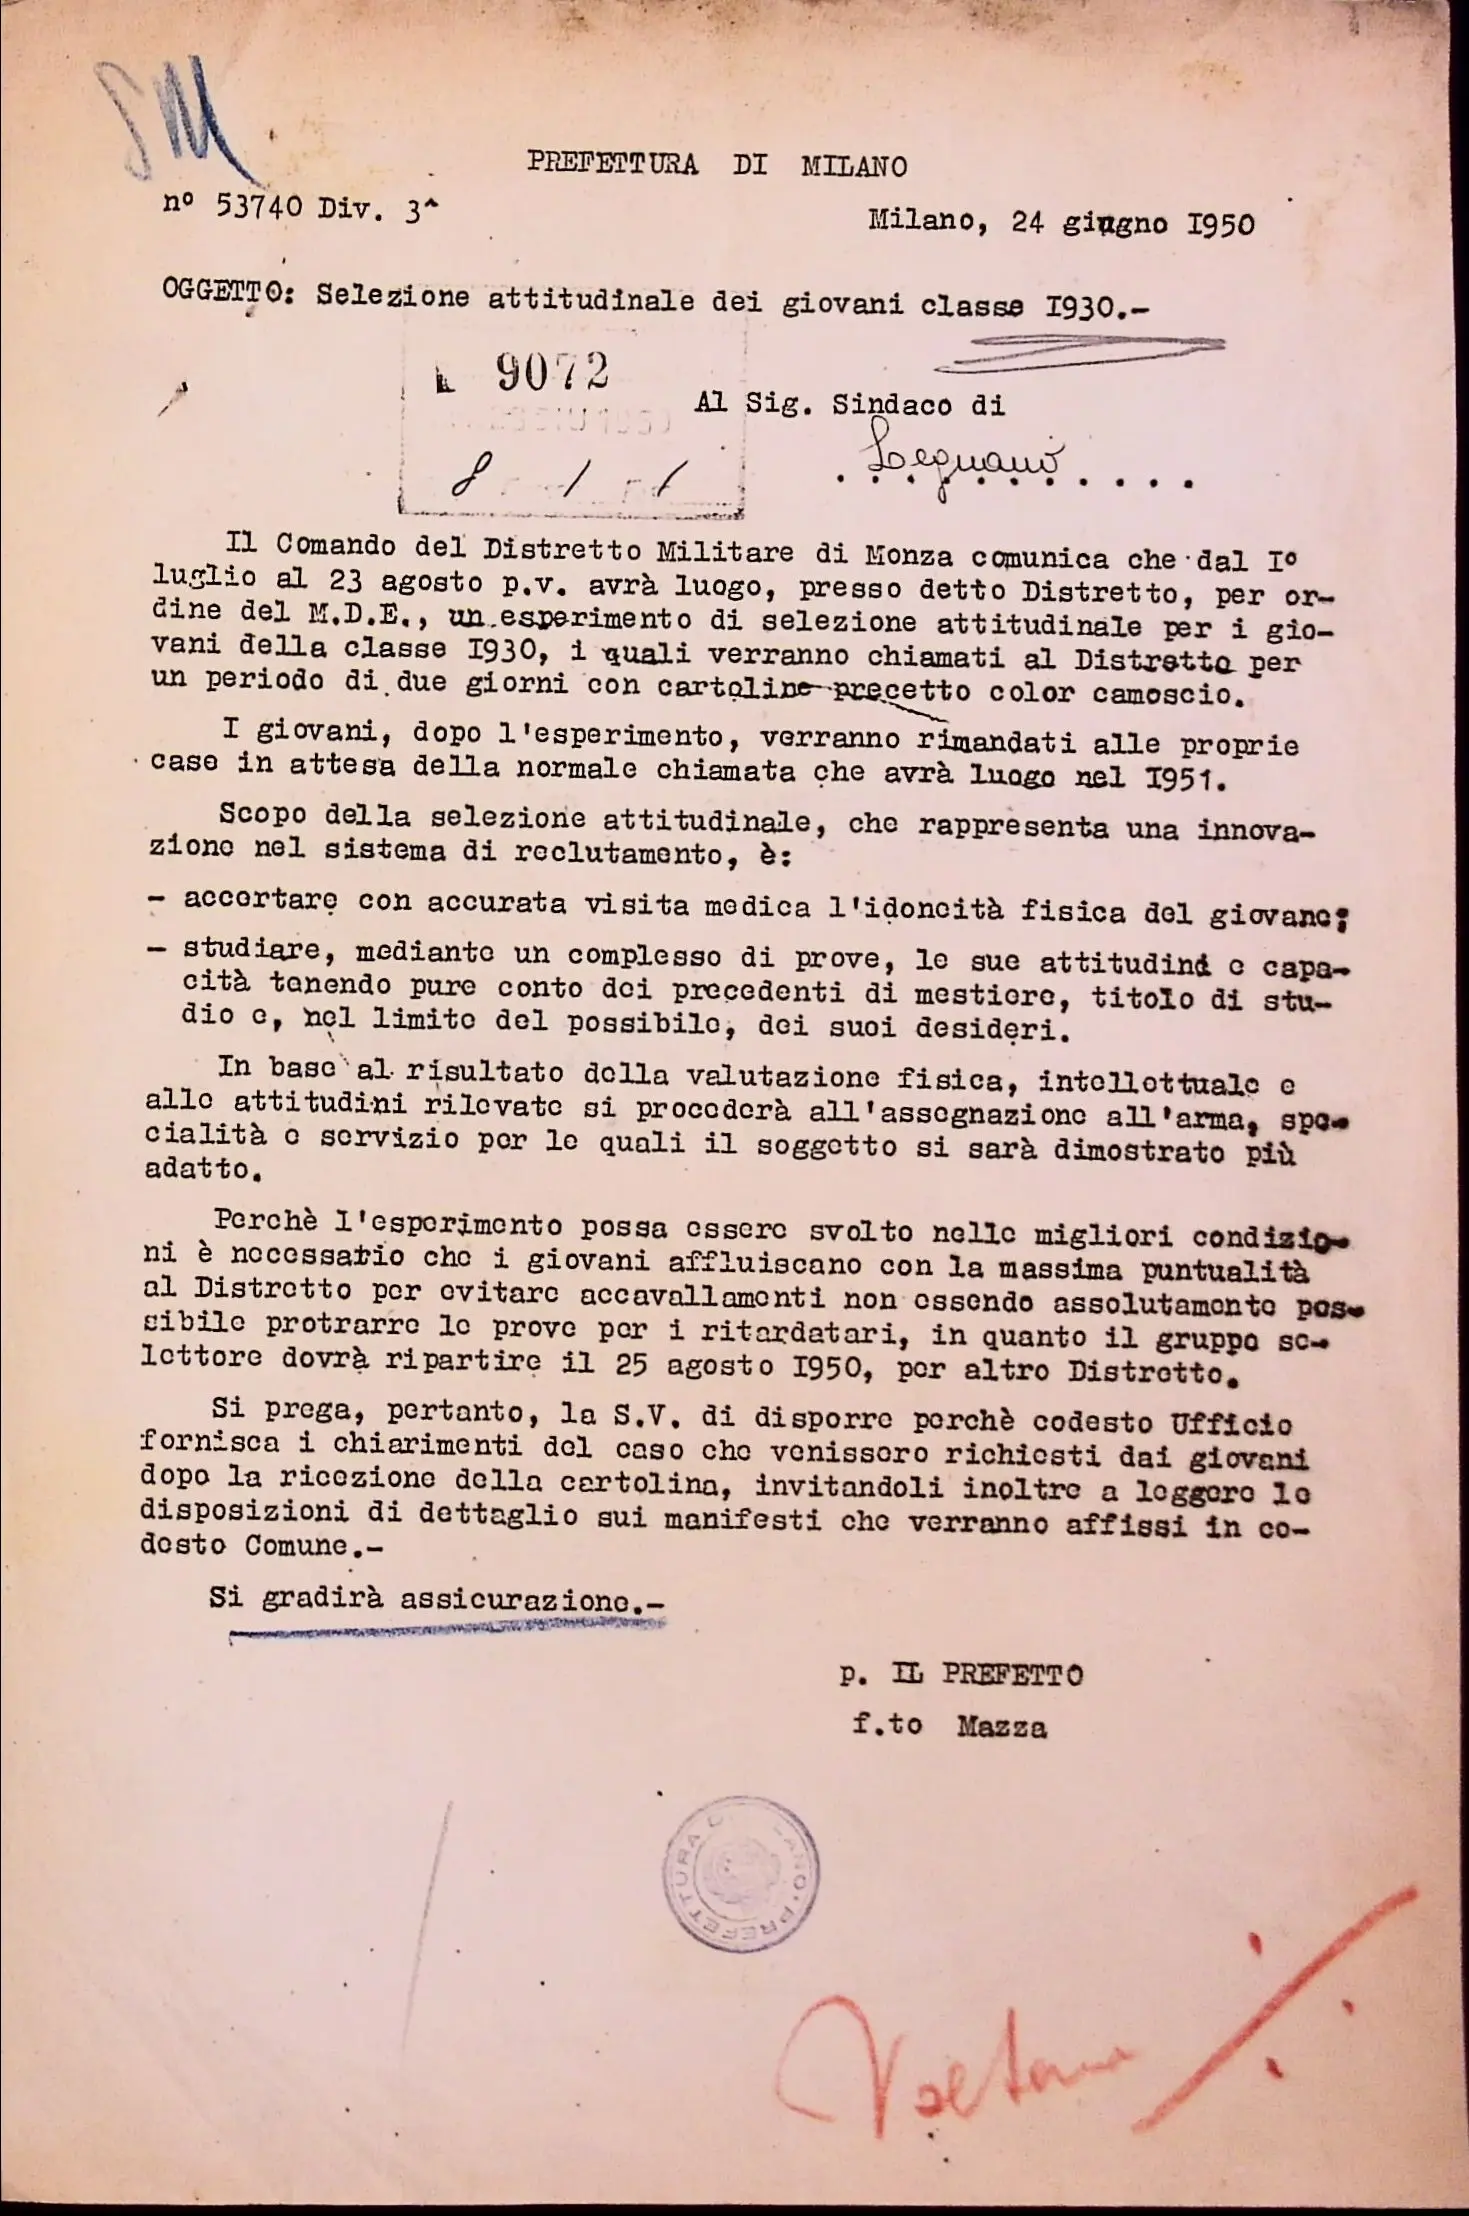 SM
PREFETTURA DI MILANO
nº 53740 Div. 3^
Milano, 24 giugno I950
OGGETTO: Selezione attitudinale dei giovani classe I930.-
9072
Al Sig. Sindaco di
Legnano
8
Il Comando del Distretto Militare di Monza comunica che dal Iº
luglio al 23 agosto p.v. avrà luogo, presso detto Distretto, per or-
dine del M.D.E., un esperimento di selezione attitudinale per i gio-
vani della classe I930, i quali verranno chiamati al Distretto per
un periodo di due giorni con cartoline precetto color camoscio.
I giovani, dopo l'esperimento, verranno rimandati alle proprie
case in attesa della normale chiamata che avrà luogo nel I951.
Scopo della selezione attitudinale, che rappresenta una innova-
zione nel sistema di reclutamento, è:
- accertare con accurata visita medica l'idoneità fisica del giovane;
- studiare, mediante un complesso di prove, le sue attitudini e capa-
cità tenendo pure conto dei precedenti di mestiere, titolo di stu-
dio e, nel limite del possibile, dei suoi desideri.
In base al risultato della valutazione fisica, intellettuale e
alle attitudini rilevate si procederà all'assegnazione all'arma, spe-
cialità e servizio per le quali il soggetto si sarà dimostrato più
adatto.
Perchè l'esperimento possa essere svolto nelle migliori condizio-
ni è necessario che i giovani affluiscano con la massima puntualità
al Distretto per evitare accavallamenti non essendo assolutamente pos-
sibile protrarre le prove per i ritardatari, in quanto il gruppo se-
lettore dovrà ripartire il 25 agosto I950, per altro Distretto.
Si prega, pertanto, la S.V. di disporre perchè codesto Ufficio
fornisca i chiarimenti del caso che venissero richiesti dai giovani
dopo la ricezione della cartolina, invitandoli inoltre a leggere le
disposizioni di dettaglio sui manifesti che verranno affissi in co-
desto Comune.-
Si gradirà assicurazione.-
p. IL PREFETTO
f.to Mazza
PREFETTURA